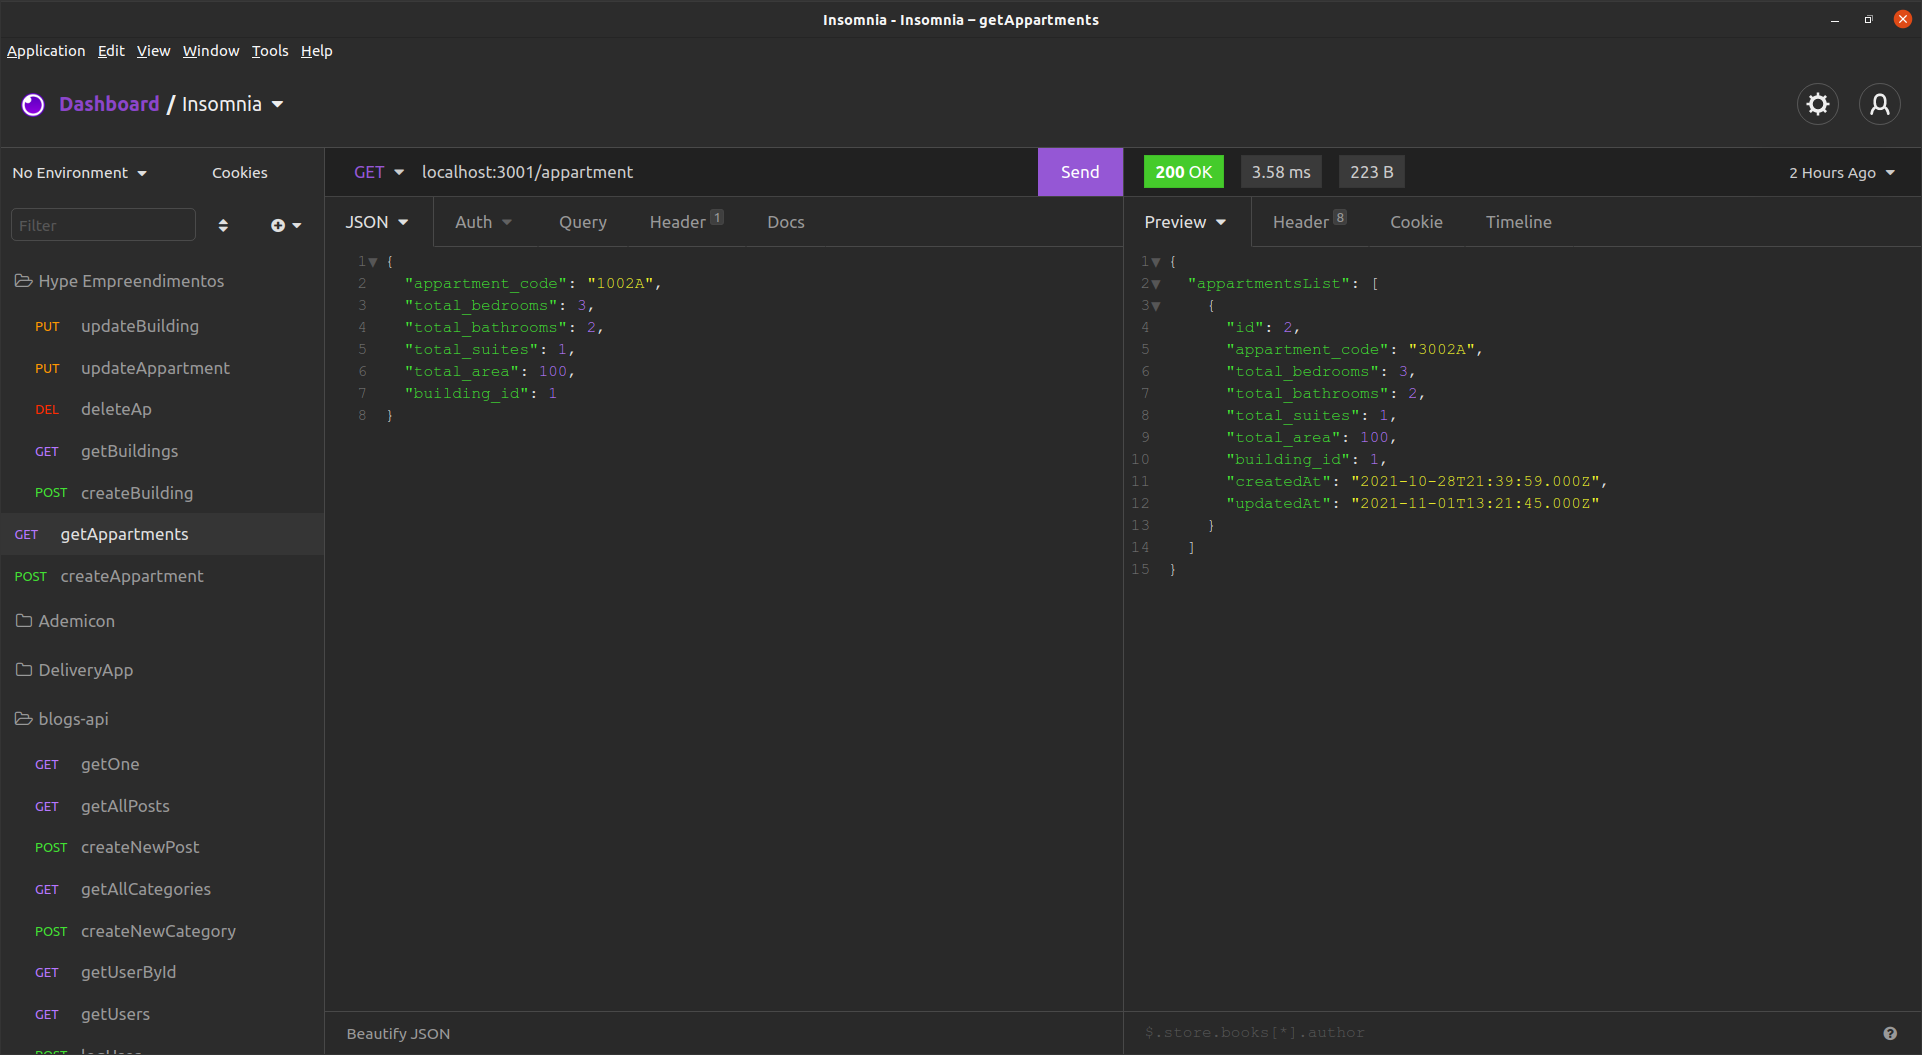 Insomnia - Insomnia – getAppartments
Application Edit View Window Tools Help
Dashboard / Insomnia
No Environment Cookies
Filter
Hype Empreendimentos
PUT updateBuilding
PUT updateAppartment
DEL deleteAp
GET getBuildings
POST createBuilding
GET getAppartments
POST createAppartment
Ademicon
DeliveryApp
blogs-api
GET getOne
GET getAllPosts
POST createNewPost
GET getAllCategories
POST createNewCategory
GET getUserById
GET getUsers
GET localhost:3001/appartment Send
JSON Auth Query Header 1 Docs
1 {
2 "appartment_code": "1002A",
3 "total_bedrooms": 3,
4 "total_bathrooms": 2,
5 "total_suites": 1,
6 "total_area": 100,
7 "building_id": 1
8 }
Beautify JSON
200 OK 3.58 ms 223 B 2 Hours Ago
Preview Header 8 Cookie Timeline
1 {
2 "appartmentsList": [
3 {
4 "id": 2,
5 "appartment_code": "3002A",
6 "total_bedrooms": 3,
7 "total_bathrooms": 2,
8 "total_suites": 1,
9 "total_area": 100,
10 "building_id": 1,
11 "createdAt": "2021-10-28T21:39:59.000Z",
12 "updatedAt": "2021-11-01T13:21:45.000Z"
13 }
14 ]
15 }
$.store.books[*].author